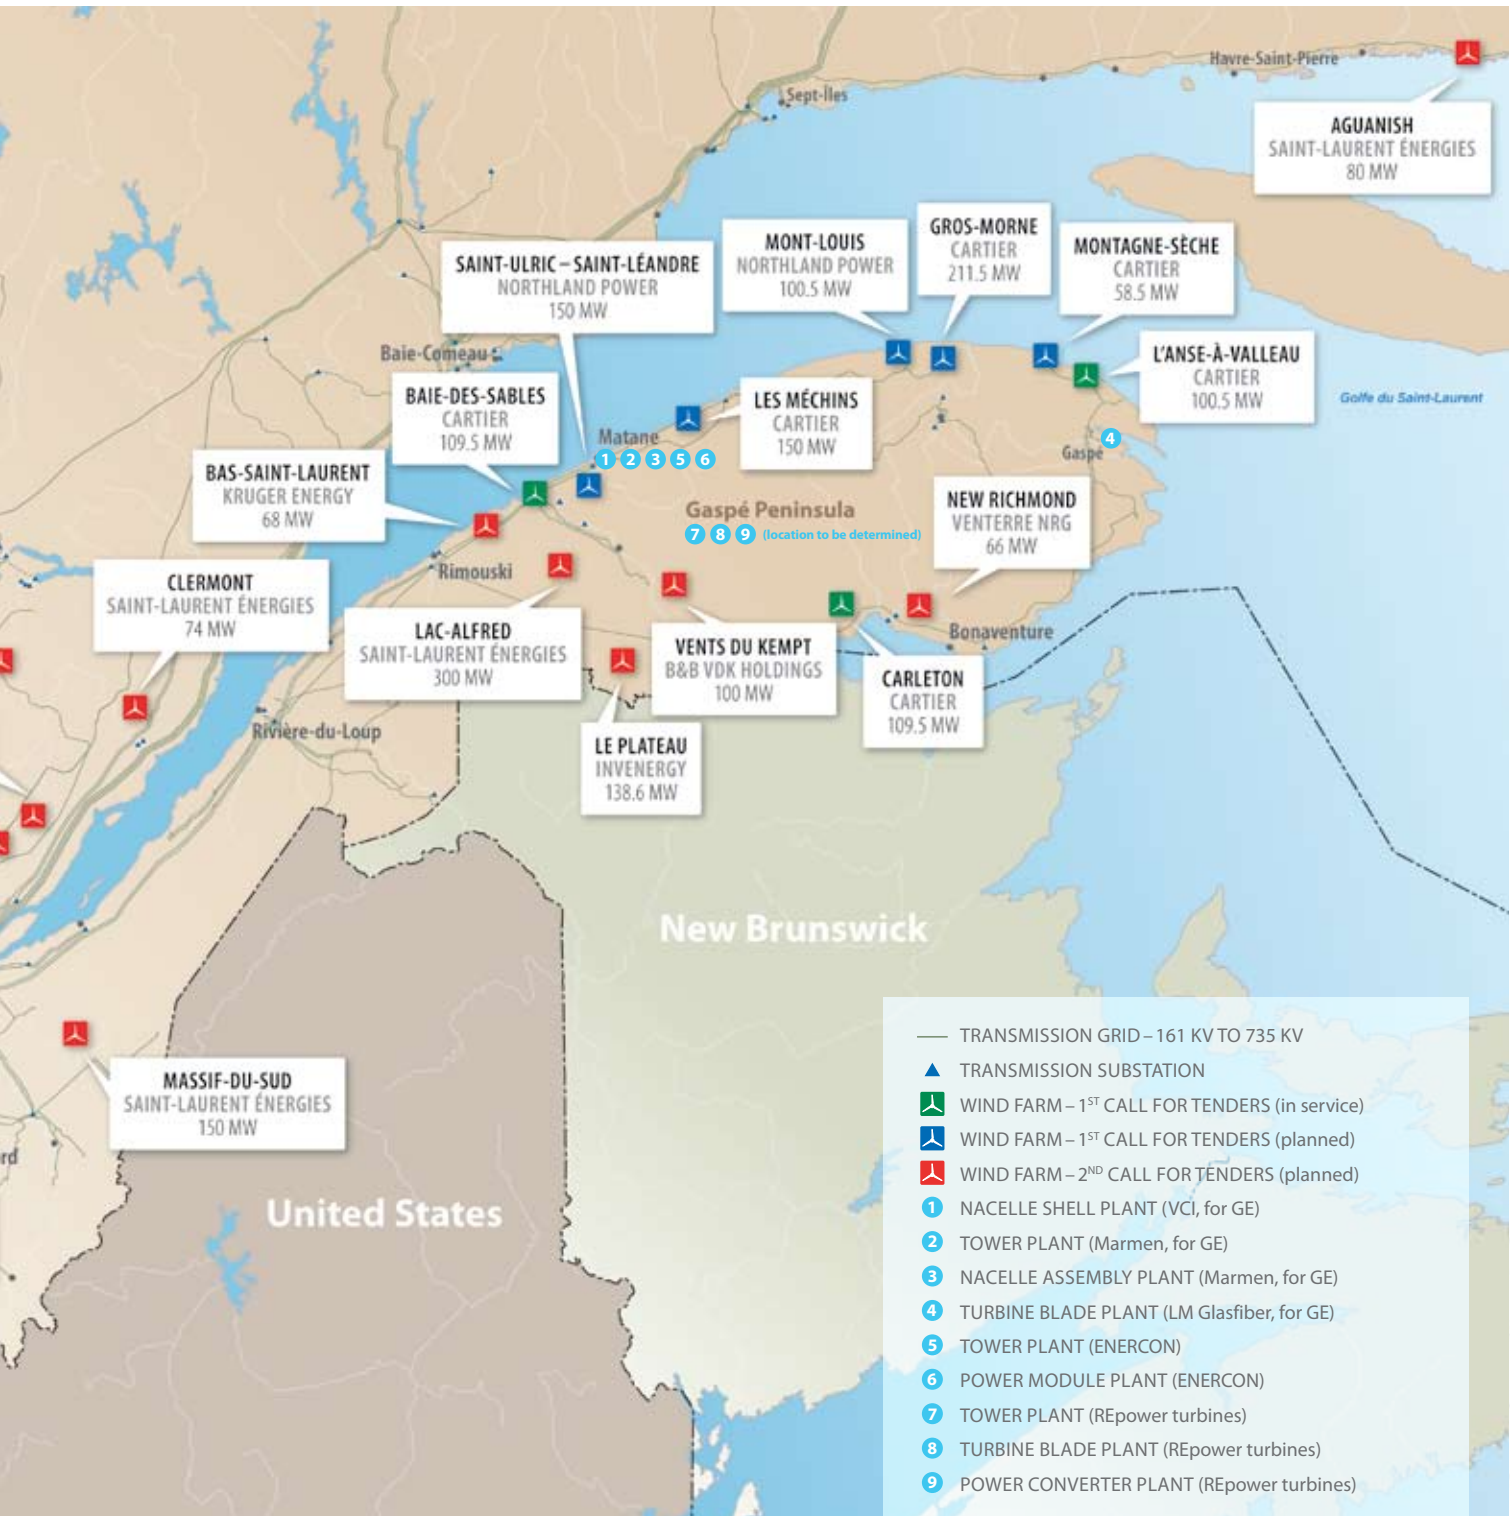 Havre-Saint-Pierre
Sept-Îles
AGUANISH
SAINT-LAURENT ÉNERGIES
80 MW
GROS-MORNE
CARTIER
211.5 MW
MONT-LOUIS
NORTHLAND POWER
100.5 MW
MONTAGNE-SÈCHE
CARTIER
58.5 MW
SAINT-ULRIC – SAINT-LÉANDRE
NORTHLAND POWER
150 MW
Baie-Comeau
L'ANSE-À-VALLEAU
CARTIER
100.5 MW
Golfe du Saint-Laurent
BAIE-DES-SABLES
CARTIER
109.5 MW
LES MÉCHINS
CARTIER
150 MW
Matane
1 2 3 5 6
4
Gaspé
BAS-SAINT-LAURENT
KRUGER ENERGY
68 MW
Gaspé Peninsula
7 8 9 (location to be determined)
NEW RICHMOND
VENTERRE NRG
66 MW
Rimouski
CLERMONT
SAINT-LAURENT ÉNERGIES
74 MW
LAC-ALFRED
SAINT-LAURENT ÉNERGIES
300 MW
VENTS DU KEMPT
B&B VDK HOLDINGS
100 MW
Bonaventure
CARLETON
CARTIER
109.5 MW
Rivière-du-Loup
LE PLATEAU
INVENERGY
138.6 MW
New Brunswick
MASSIF-DU-SUD
SAINT-LAURENT ÉNERGIES
150 MW
rd
United States
TRANSMISSION GRID – 161 KV TO 735 KV
TRANSMISSION SUBSTATION
WIND FARM – 1ST CALL FOR TENDERS (in service)
WIND FARM – 1ST CALL FOR TENDERS (planned)
WIND FARM – 2ND CALL FOR TENDERS (planned)
1 NACELLE SHELL PLANT (VCI, for GE)
2 TOWER PLANT (Marmen, for GE)
3 NACELLE ASSEMBLY PLANT (Marmen, for GE)
4 TURBINE BLADE PLANT (LM Glasfiber, for GE)
5 TOWER PLANT (ENERCON)
6 POWER MODULE PLANT (ENERCON)
7 TOWER PLANT (REpower turbines)
8 TURBINE BLADE PLANT (REpower turbines)
9 POWER CONVERTER PLANT (REpower turbines)